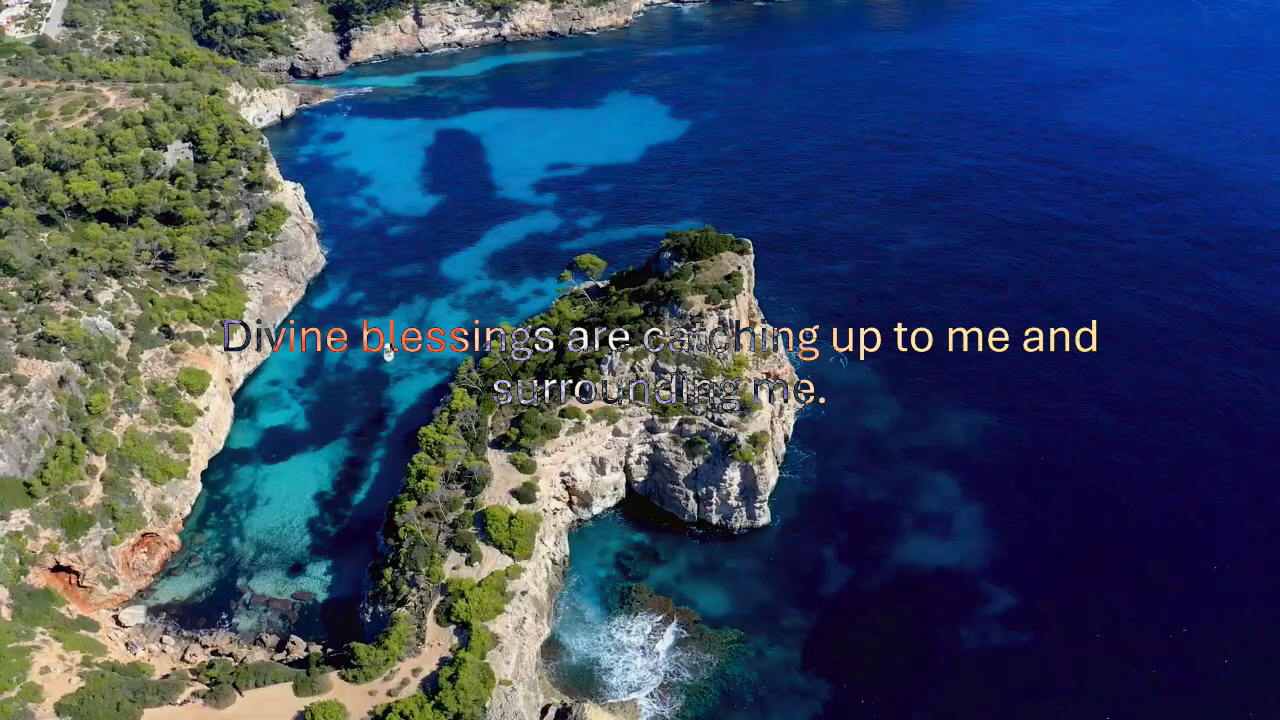 Divine blessings are catching up to me and
surrounding me.